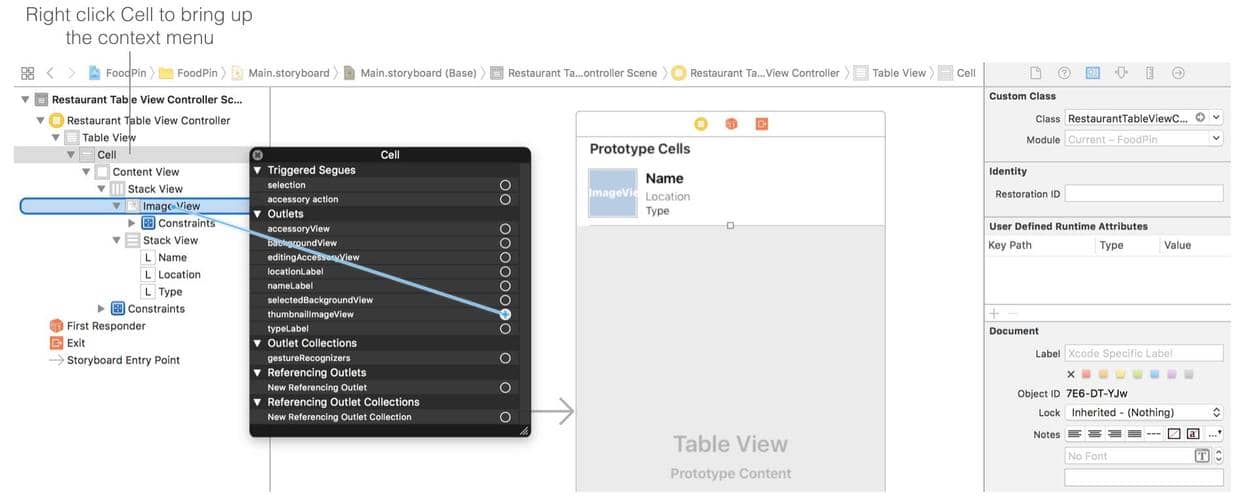 Right click Cell to bring up
the context menu
FoodPin
FoodPin
Main.storyboard
Main.storyboard (Base)
Restaurant Ta...ontroller Scene
Restaurant Ta...View Controller
Table View
Cell
Restaurant Table View Controller Sc...
Restaurant Table View Controller
Table View
Cell
Content View
Stack View
Image View
Constraints
Stack View
L Name
L Location
L Type
Constraints
First Responder
Exit
Storyboard Entry Point
Cell
Triggered Segues
selection
accessory action
Outlets
accessoryView
backgroundView
editingAccessoryView
locationLabel
nameLabel
selectedBackgroundView
thumbnailImageView
typeLabel
Outlet Collections
gestureRecognizers
Referencing Outlets
New Referencing Outlet
Referencing Outlet Collections
New Referencing Outlet Collection
Prototype Cells
ImageVie
Name
Location
Type
Table View
Prototype Content
Custom Class
Class RestaurantTableViewC...
Module Current – FoodPin
Identity
Restoration ID
User Defined Runtime Attributes
Key Path Type Value
Document
Label Xcode Specific Label
Object ID 7E6-DT-YJw
Lock Inherited - (Nothing)
Notes
No Font